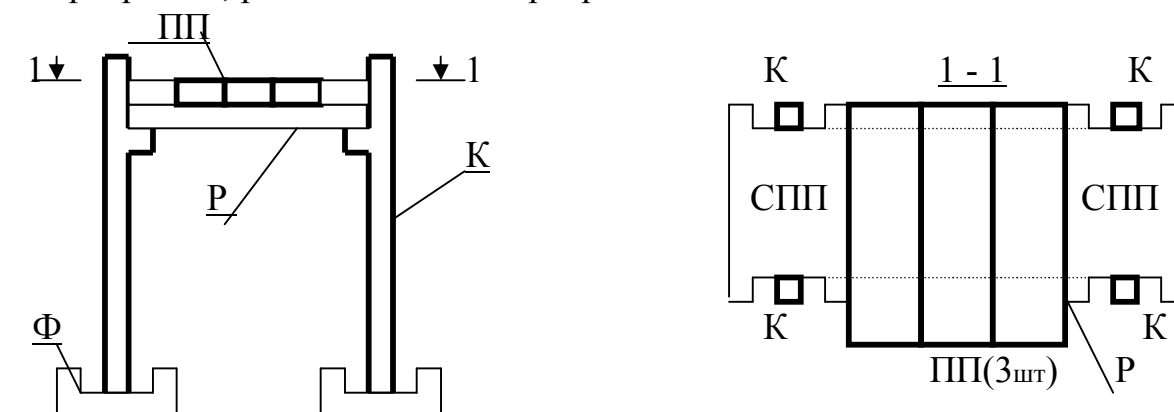 ПП
1 1
К
Р
Ф
К 1 - 1 К
СПП СПП
К К
ПП(3шт) Р